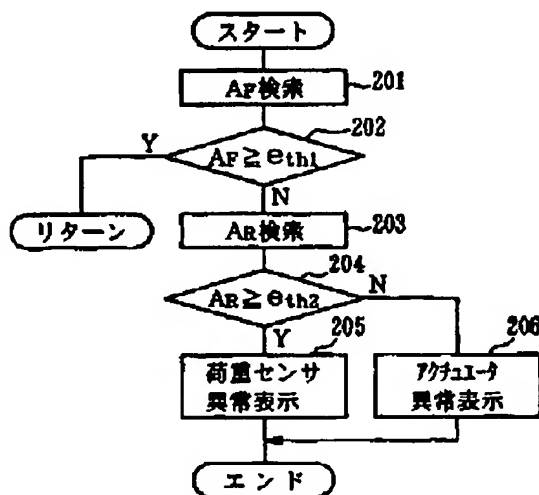 スタート
AF検索
201
202
Y
AF≧eth1
N
リターン
AR検索
203
204
N
AR≧eth2
Y
205
206
荷重センサ
異常表示
アクチュエータ
異常表示
エンド